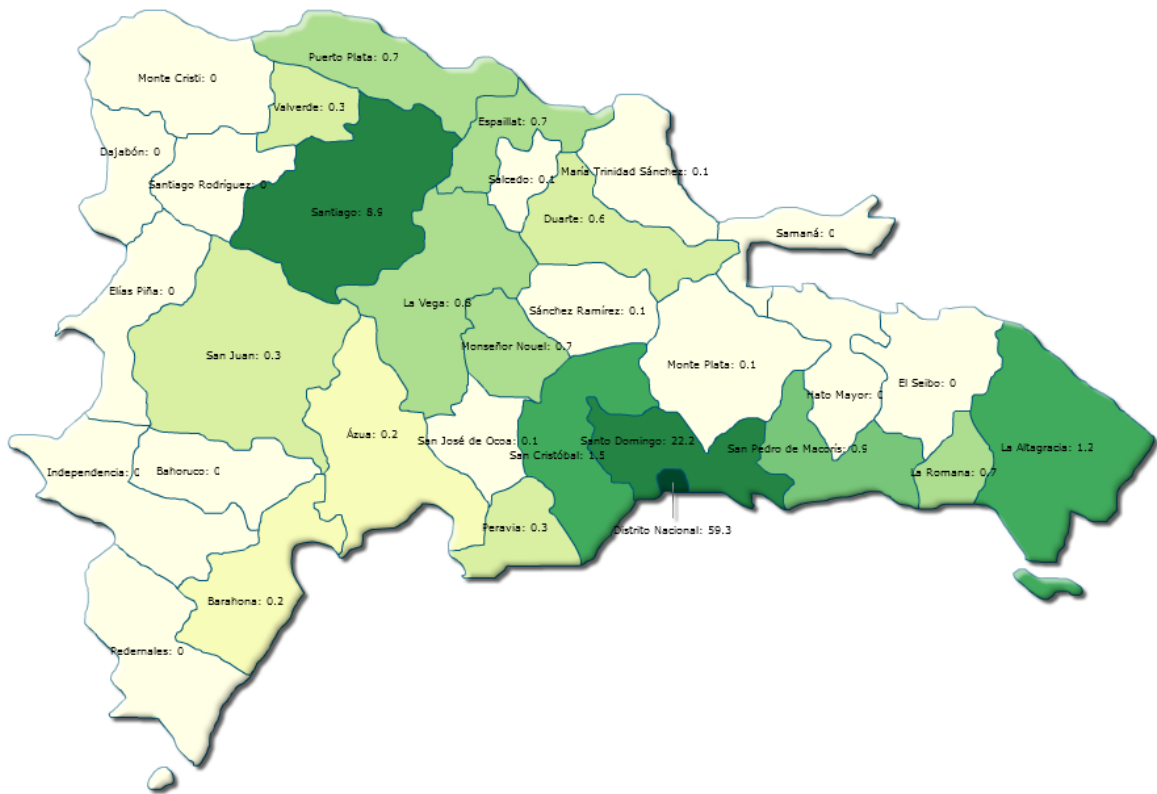 Puerto Plata: 0.7
Monte Cristi: 0
Valverde: 0.3
Espaillat: 0.7
Dajabón: 0
María Trinidad Sánchez: 0.1
Salcedo: 0.1
Santiago Rodríguez: 0
Santiago: 8.9
Duarte: 0.6
Samaná: 0
Elías Piña: 0
La Vega: 0.8
Sánchez Ramírez: 0.1
Monseñor Nouel: 0.7
San Juan: 0.3
Monte Plata: 0.1
El Seibo: 0
Hato Mayor: 0
Ázua: 0.2
San José de Ocoa: 0.1
Santo Domingo: 22.2
San Pedro de Macorís: 0.9
La Altagracia: 1.2
San Cristóbal: 1.5
Independencia: 0
Bahoruco: 0
La Romana: 0.7
Peravia: 0.3
Distrito Nacional: 59.3
Barahona: 0.2
Pedernales: 0